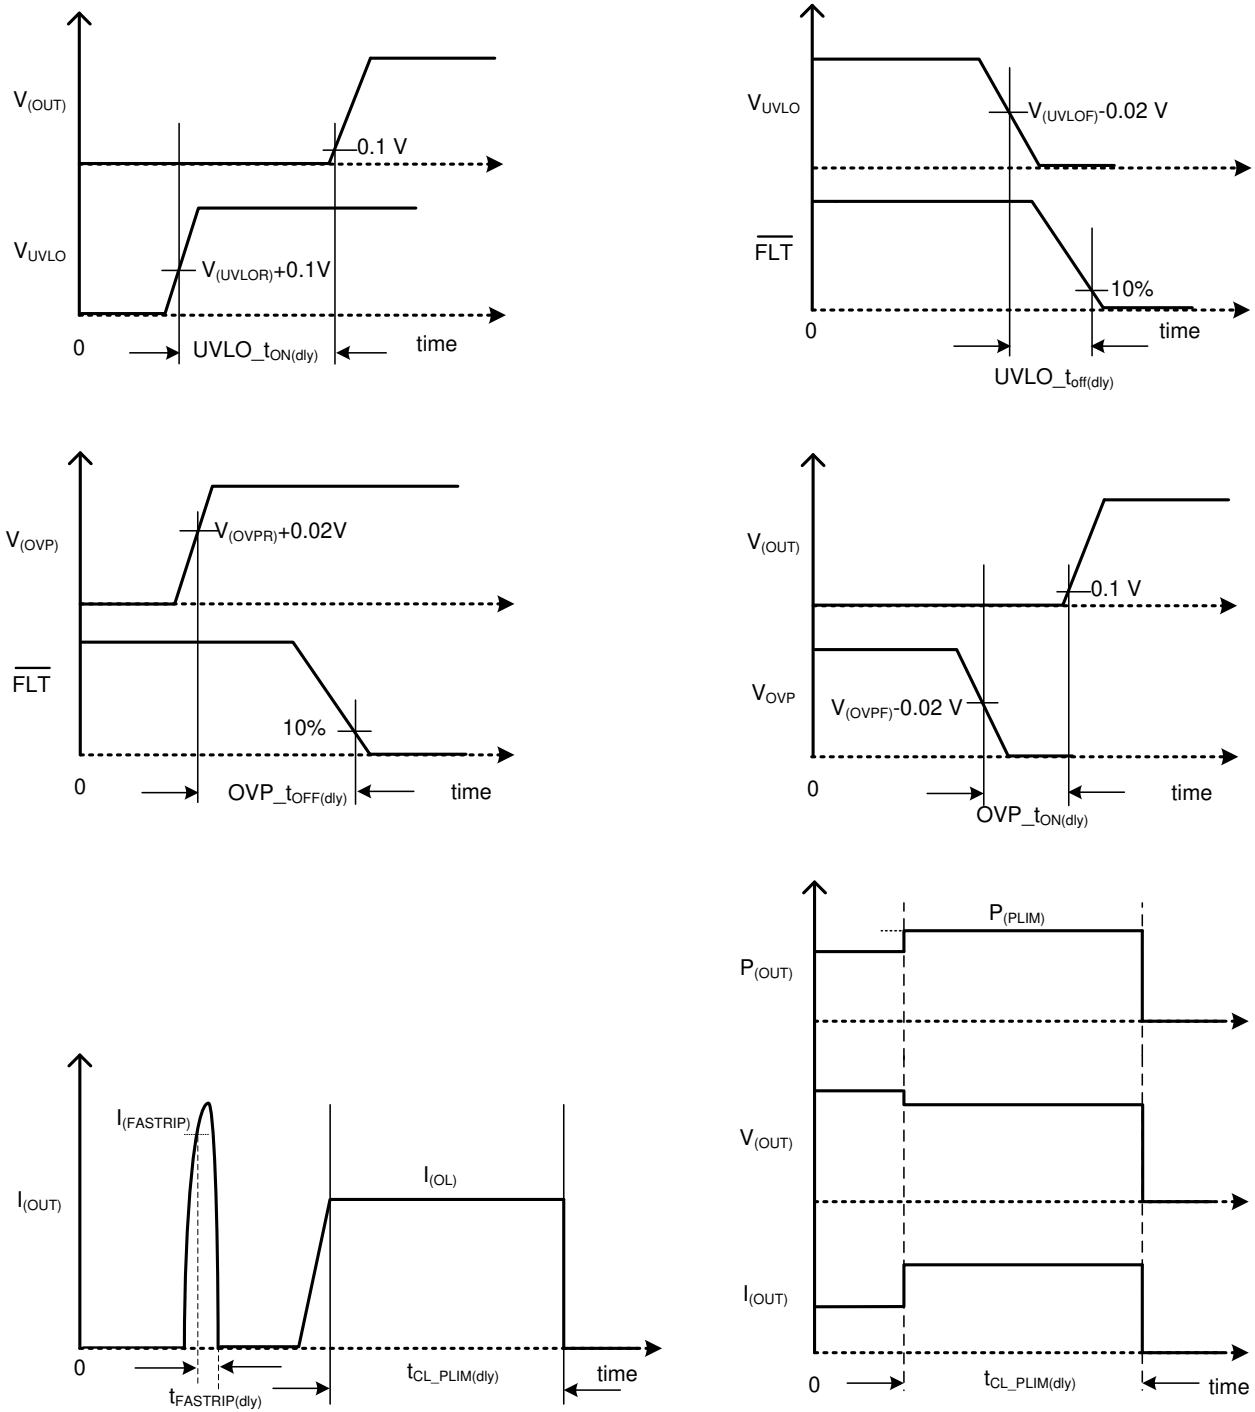 V(OUT)
0.1 V
VUVLO
V(UVLOR)+0.1V
0
UVLO_tON(dly)
time
VUVLO
V(UVLOF)-0.02 V
FLT
10%
0
time
UVLO_toff(dly)
V(OVP)
V(OVPR)+0.02V
FLT
10%
0
OVP_tOFF(dly)
time
V(OUT)
0.1 V
VOVP
V(OVPF)-0.02 V
0
time
OVP_tON(dly)
I(FASTRIP)
I(OUT)
I(OL)
0
tFASTRIP(dly)
tCL_PLIM(dly)
time
P(PLIM)
P(OUT)
V(OUT)
I(OUT)
0
tCL_PLIM(dly)
time